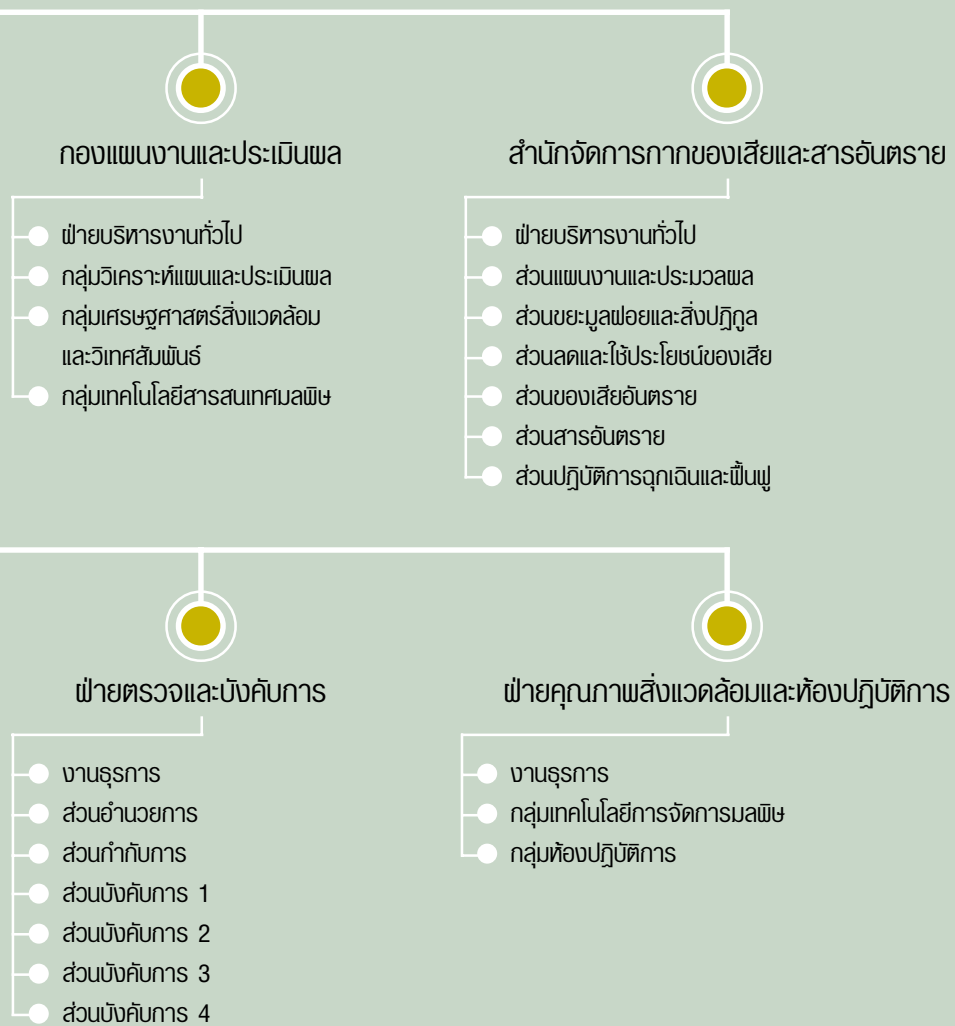 กองแผนงานและประเมินผล
ฝ่ายบริหารงานทั่วไป
กลุ่มวิเคราะห์แผนและประเมินผล
กลุ่มเศรษฐศาสตร์สิ่งแวดล้อม
และวิเทศสัมพันธ์
กลุ่มเทคโนโลยีสารสนเทศมลพิษ
สำนักจัดการกากของเสียและสารอันตราย
ฝ่ายบริหารงานทั่วไป
ส่วนแผนงานและประมวลผล
ส่วนขยะมูลฝอยและสิ่งปฏิกูล
ส่วนลดและใช้ประโยชน์ของเสีย
ส่วนของเสียอันตราย
ส่วนสารอันตราย
ส่วนปฏิบัติการฉุกเฉินและฟื้นฟู
ฝ่ายตรวจและบังคับการ
งานธุรการ
ส่วนอำนวยการ
ส่วนกำกับการ
ส่วนบังคับการ 1
ส่วนบังคับการ 2
ส่วนบังคับการ 3
ส่วนบังคับการ 4
ฝ่ายคุณภาพสิ่งแวดล้อมและห้องปฏิบัติการ
งานธุรการ
กลุ่มเทคโนโลยีการจัดการมลพิษ
กลุ่มห้องปฏิบัติการ